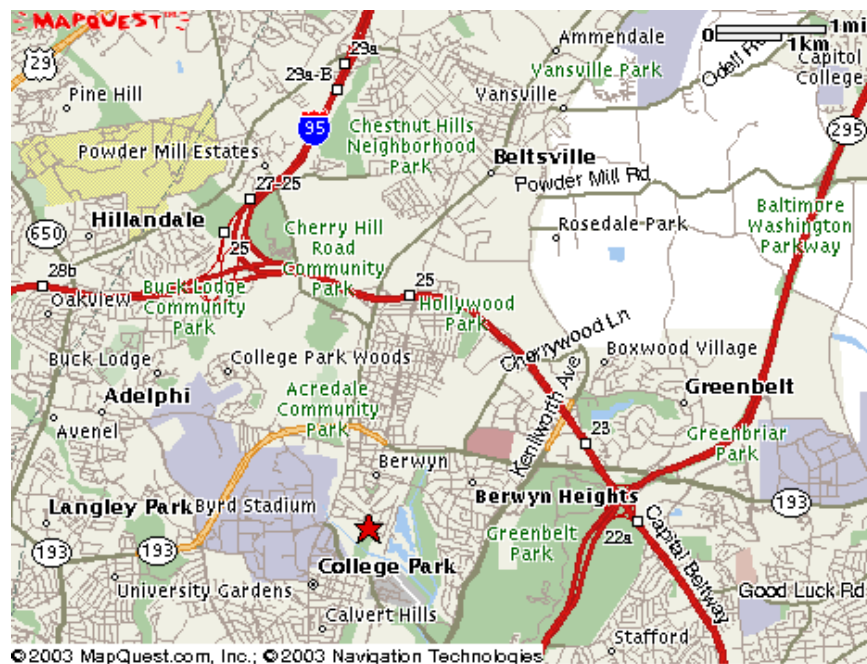 MAPQUEST
29
29a
29a-B
Ammendale
0 1mi
1km
Odell Rd
Capitol
College
Vansville Park
Pine Hill
Vansville
95
Chestnut Hills
Neighborhood
Park
295
Powder Mill Estates
Beltsville
27-25
Powder Mill Rd
Hillandale
650
25
Cherry Hill
Road
Community
Park
Rosedale Park
Baltimore
Washington
Parkway
28b
Oakview
Buck Lodge
Community
Park
25
Hollywood
Park
Cherrywood Ln
Buck Lodge
College Park Woods
Boxwood Village
Kenilworth Ave
Adelphi
Acredale
Community
Park
Greenbelt
Avenel
23
Greenbriar
Park
Berwyn
Langley Park
Byrd Stadium
Berwyn Heights
193
193
193
Greenbelt
Park
22a
Capital Beltway
College Park
University Gardens
Good Luck Rd
Calvert Hills
Stafford
©2003 MapQuest.com, Inc.; ©2003 Navigation Technologies